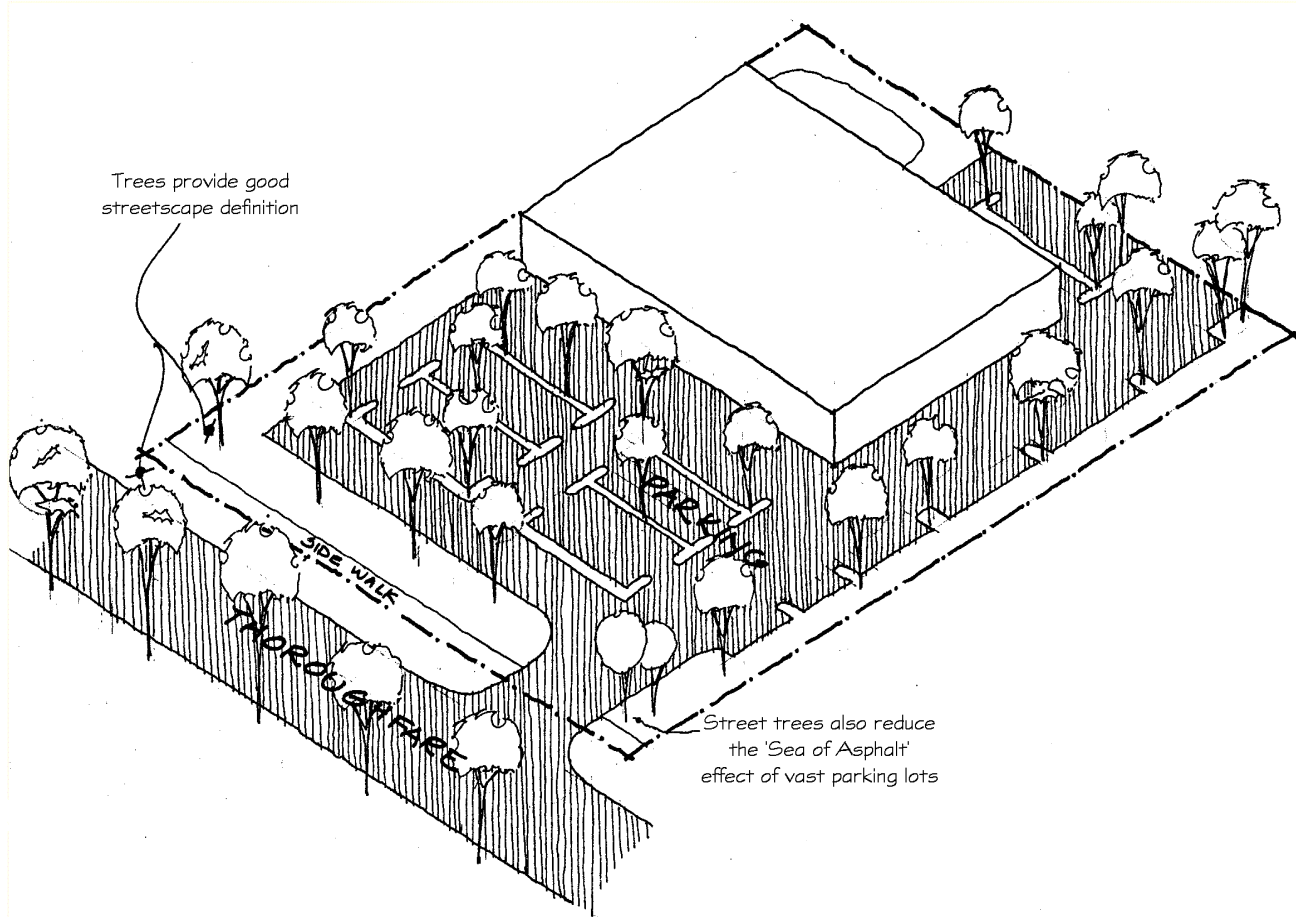 Trees provide good
streetscape definition
SIDE WALK
PARKING
THOROUGHFARE
Street trees also reduce
the 'Sea of Asphalt'
effect of vast parking lots